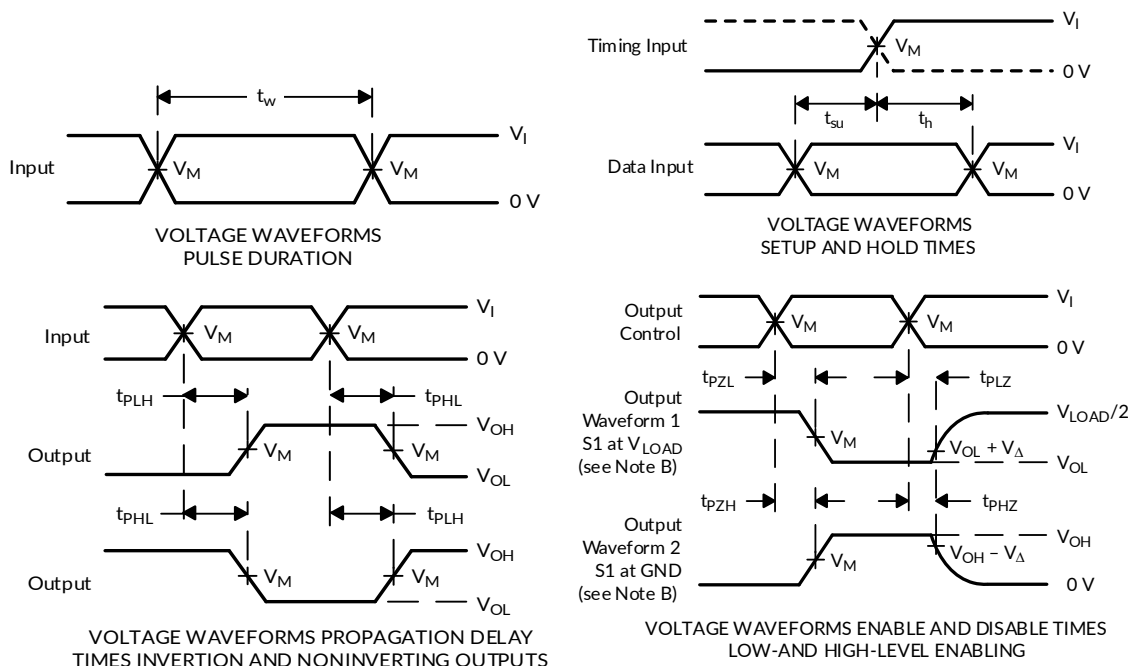 t_w
V_I
Input
V_M
V_M
0 V
VOLTAGE WAVEFORMS
PULSE DURATION
Timing Input
V_I
V_M
0 V
t_su
t_h
V_I
Data Input
V_M
V_M
0 V
VOLTAGE WAVEFORMS
SETUP AND HOLD TIMES
V_I
Input
V_M
V_M
0 V
t_PLH
t_PHL
V_OH
Output
V_M
V_M
V_OL
t_PHL
t_PLH
V_OH
Output
V_M
V_M
V_OL
VOLTAGE WAVEFORMS PROPAGATION DELAY
TIMES INVERTION AND NONINVERTING OUTPUTS
Output
Control
V_I
V_M
V_M
0 V
t_PZL
t_PLZ
Output
Waveform 1
S1 at V_LOAD
(see Note B)
V_LOAD/2
V_M
V_OL + V_Δ
V_OL
t_PZH
t_PHZ
Output
Waveform 2
S1 at GND
(see Note B)
V_OH
V_M
V_OH – V_Δ
0 V
VOLTAGE WAVEFORMS ENABLE AND DISABLE TIMES
LOW-AND HIGH-LEVEL ENABLING